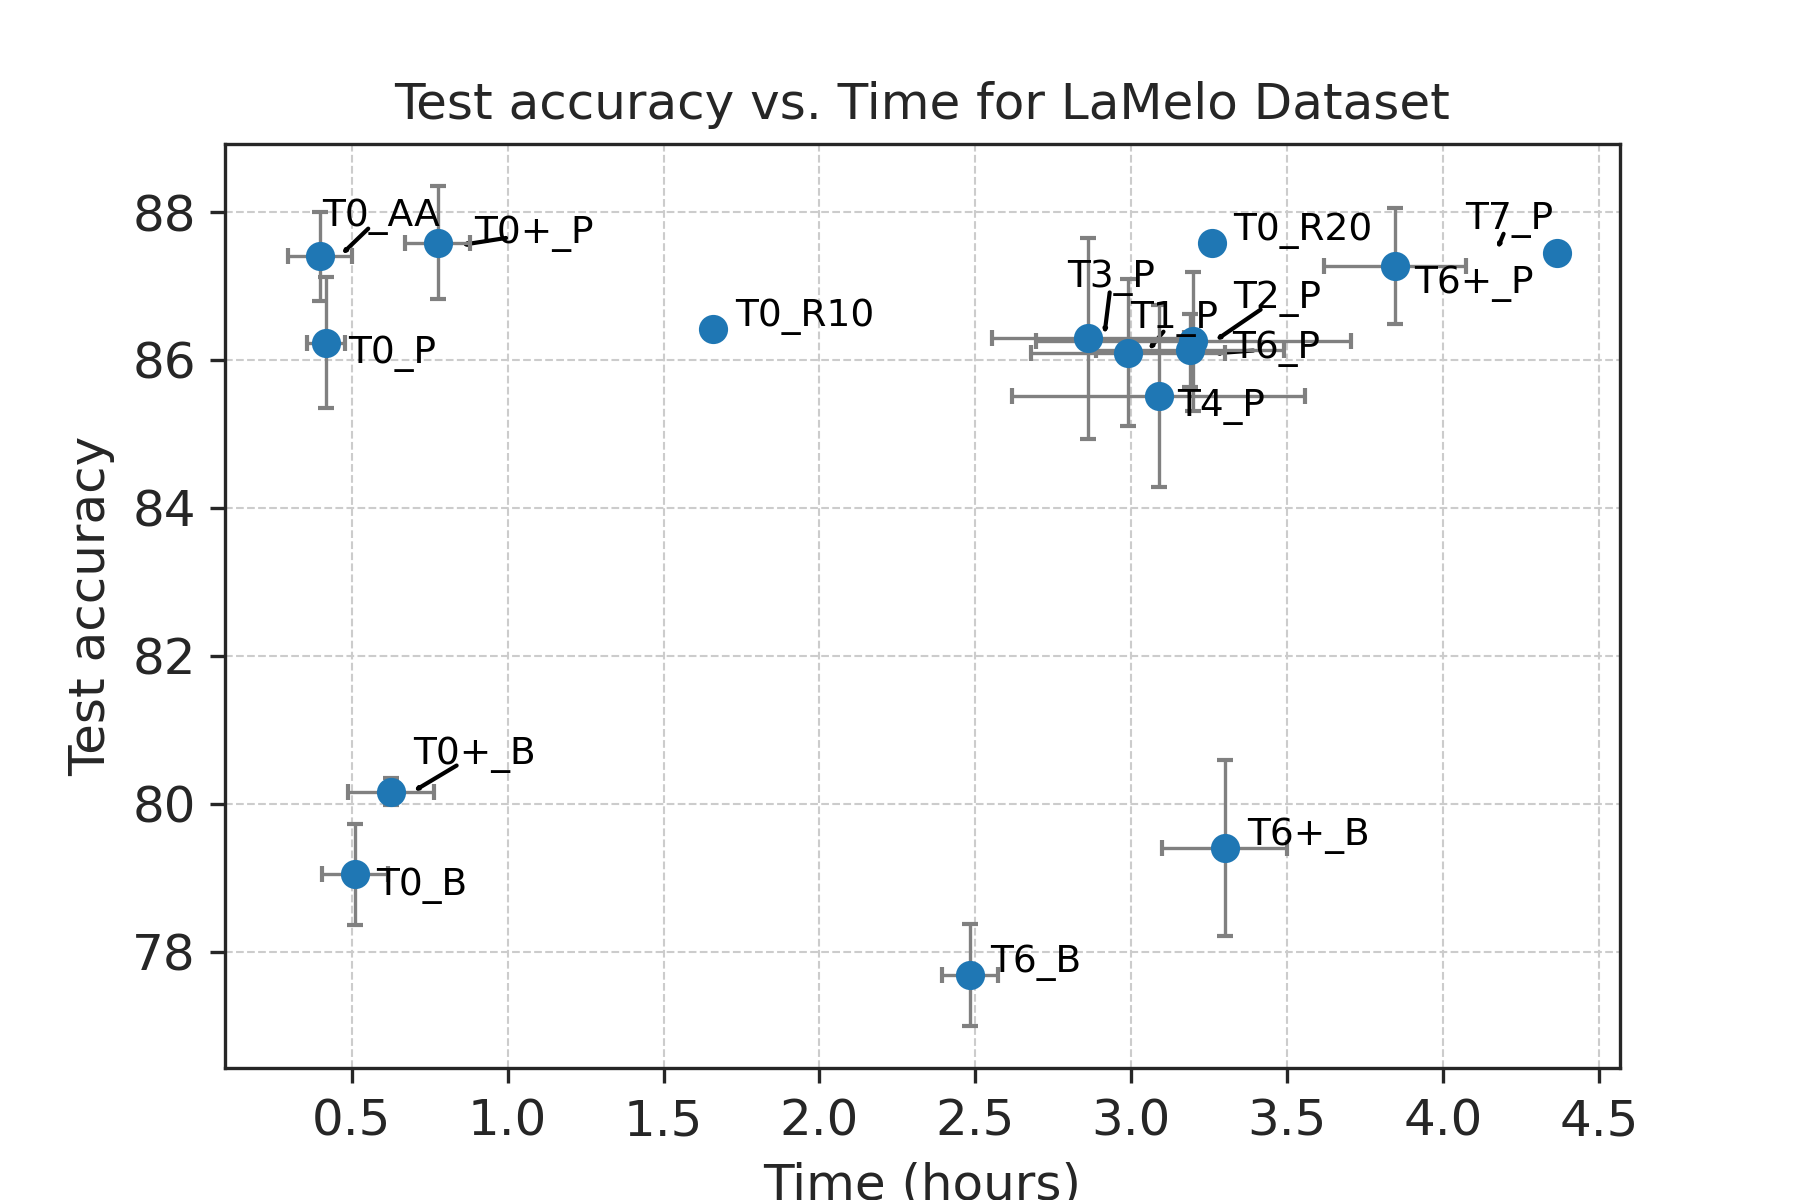 Test accuracy vs. Time for LaMelo Dataset
88
86
84
82
80
78
Test accuracy
T0_AA
T0+_P
T0_P
T0_R10
T3_P
T1_P
T0_R20
T2_P
T6_P
T4_P
T7_P
T6+_P
T0+_B
T0_B
T6+_B
T6_B
0.5 1.0 1.5 2.0 2.5 3.0 3.5 4.0 4.5
Time (hours)